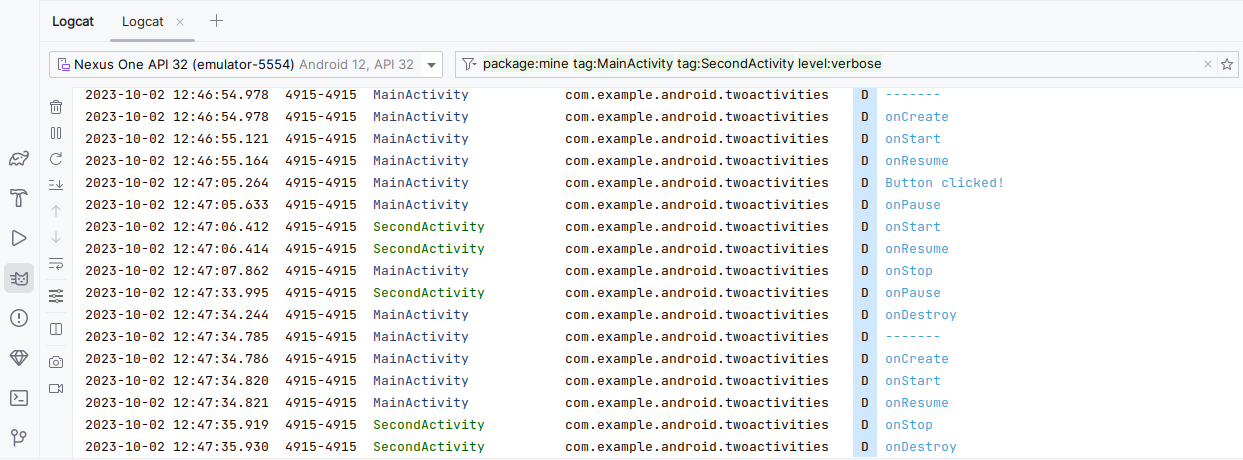 Logcat Logcat
Nexus One API 32 (emulator-5554) Android 12, API 32 package:mine tag:MainActivity tag:SecondActivity level:verbose
2023-10-02 12:46:54.978 4915-4915 MainActivity com.example.android.twoactivities D -------
2023-10-02 12:46:54.978 4915-4915 MainActivity com.example.android.twoactivities D onCreate
2023-10-02 12:46:55.121 4915-4915 MainActivity com.example.android.twoactivities D onStart
2023-10-02 12:46:55.164 4915-4915 MainActivity com.example.android.twoactivities D onResume
2023-10-02 12:47:05.264 4915-4915 MainActivity com.example.android.twoactivities D Button clicked!
2023-10-02 12:47:05.633 4915-4915 MainActivity com.example.android.twoactivities D onPause
2023-10-02 12:47:06.412 4915-4915 SecondActivity com.example.android.twoactivities D onStart
2023-10-02 12:47:06.414 4915-4915 SecondActivity com.example.android.twoactivities D onResume
2023-10-02 12:47:07.862 4915-4915 MainActivity com.example.android.twoactivities D onStop
2023-10-02 12:47:33.995 4915-4915 SecondActivity com.example.android.twoactivities D onPause
2023-10-02 12:47:34.244 4915-4915 MainActivity com.example.android.twoactivities D onDestroy
2023-10-02 12:47:34.785 4915-4915 MainActivity com.example.android.twoactivities D -------
2023-10-02 12:47:34.786 4915-4915 MainActivity com.example.android.twoactivities D onCreate
2023-10-02 12:47:34.820 4915-4915 MainActivity com.example.android.twoactivities D onStart
2023-10-02 12:47:34.821 4915-4915 MainActivity com.example.android.twoactivities D onResume
2023-10-02 12:47:35.919 4915-4915 SecondActivity com.example.android.twoactivities D onStop
2023-10-02 12:47:35.930 4915-4915 SecondActivity com.example.android.twoactivities D onDestroy